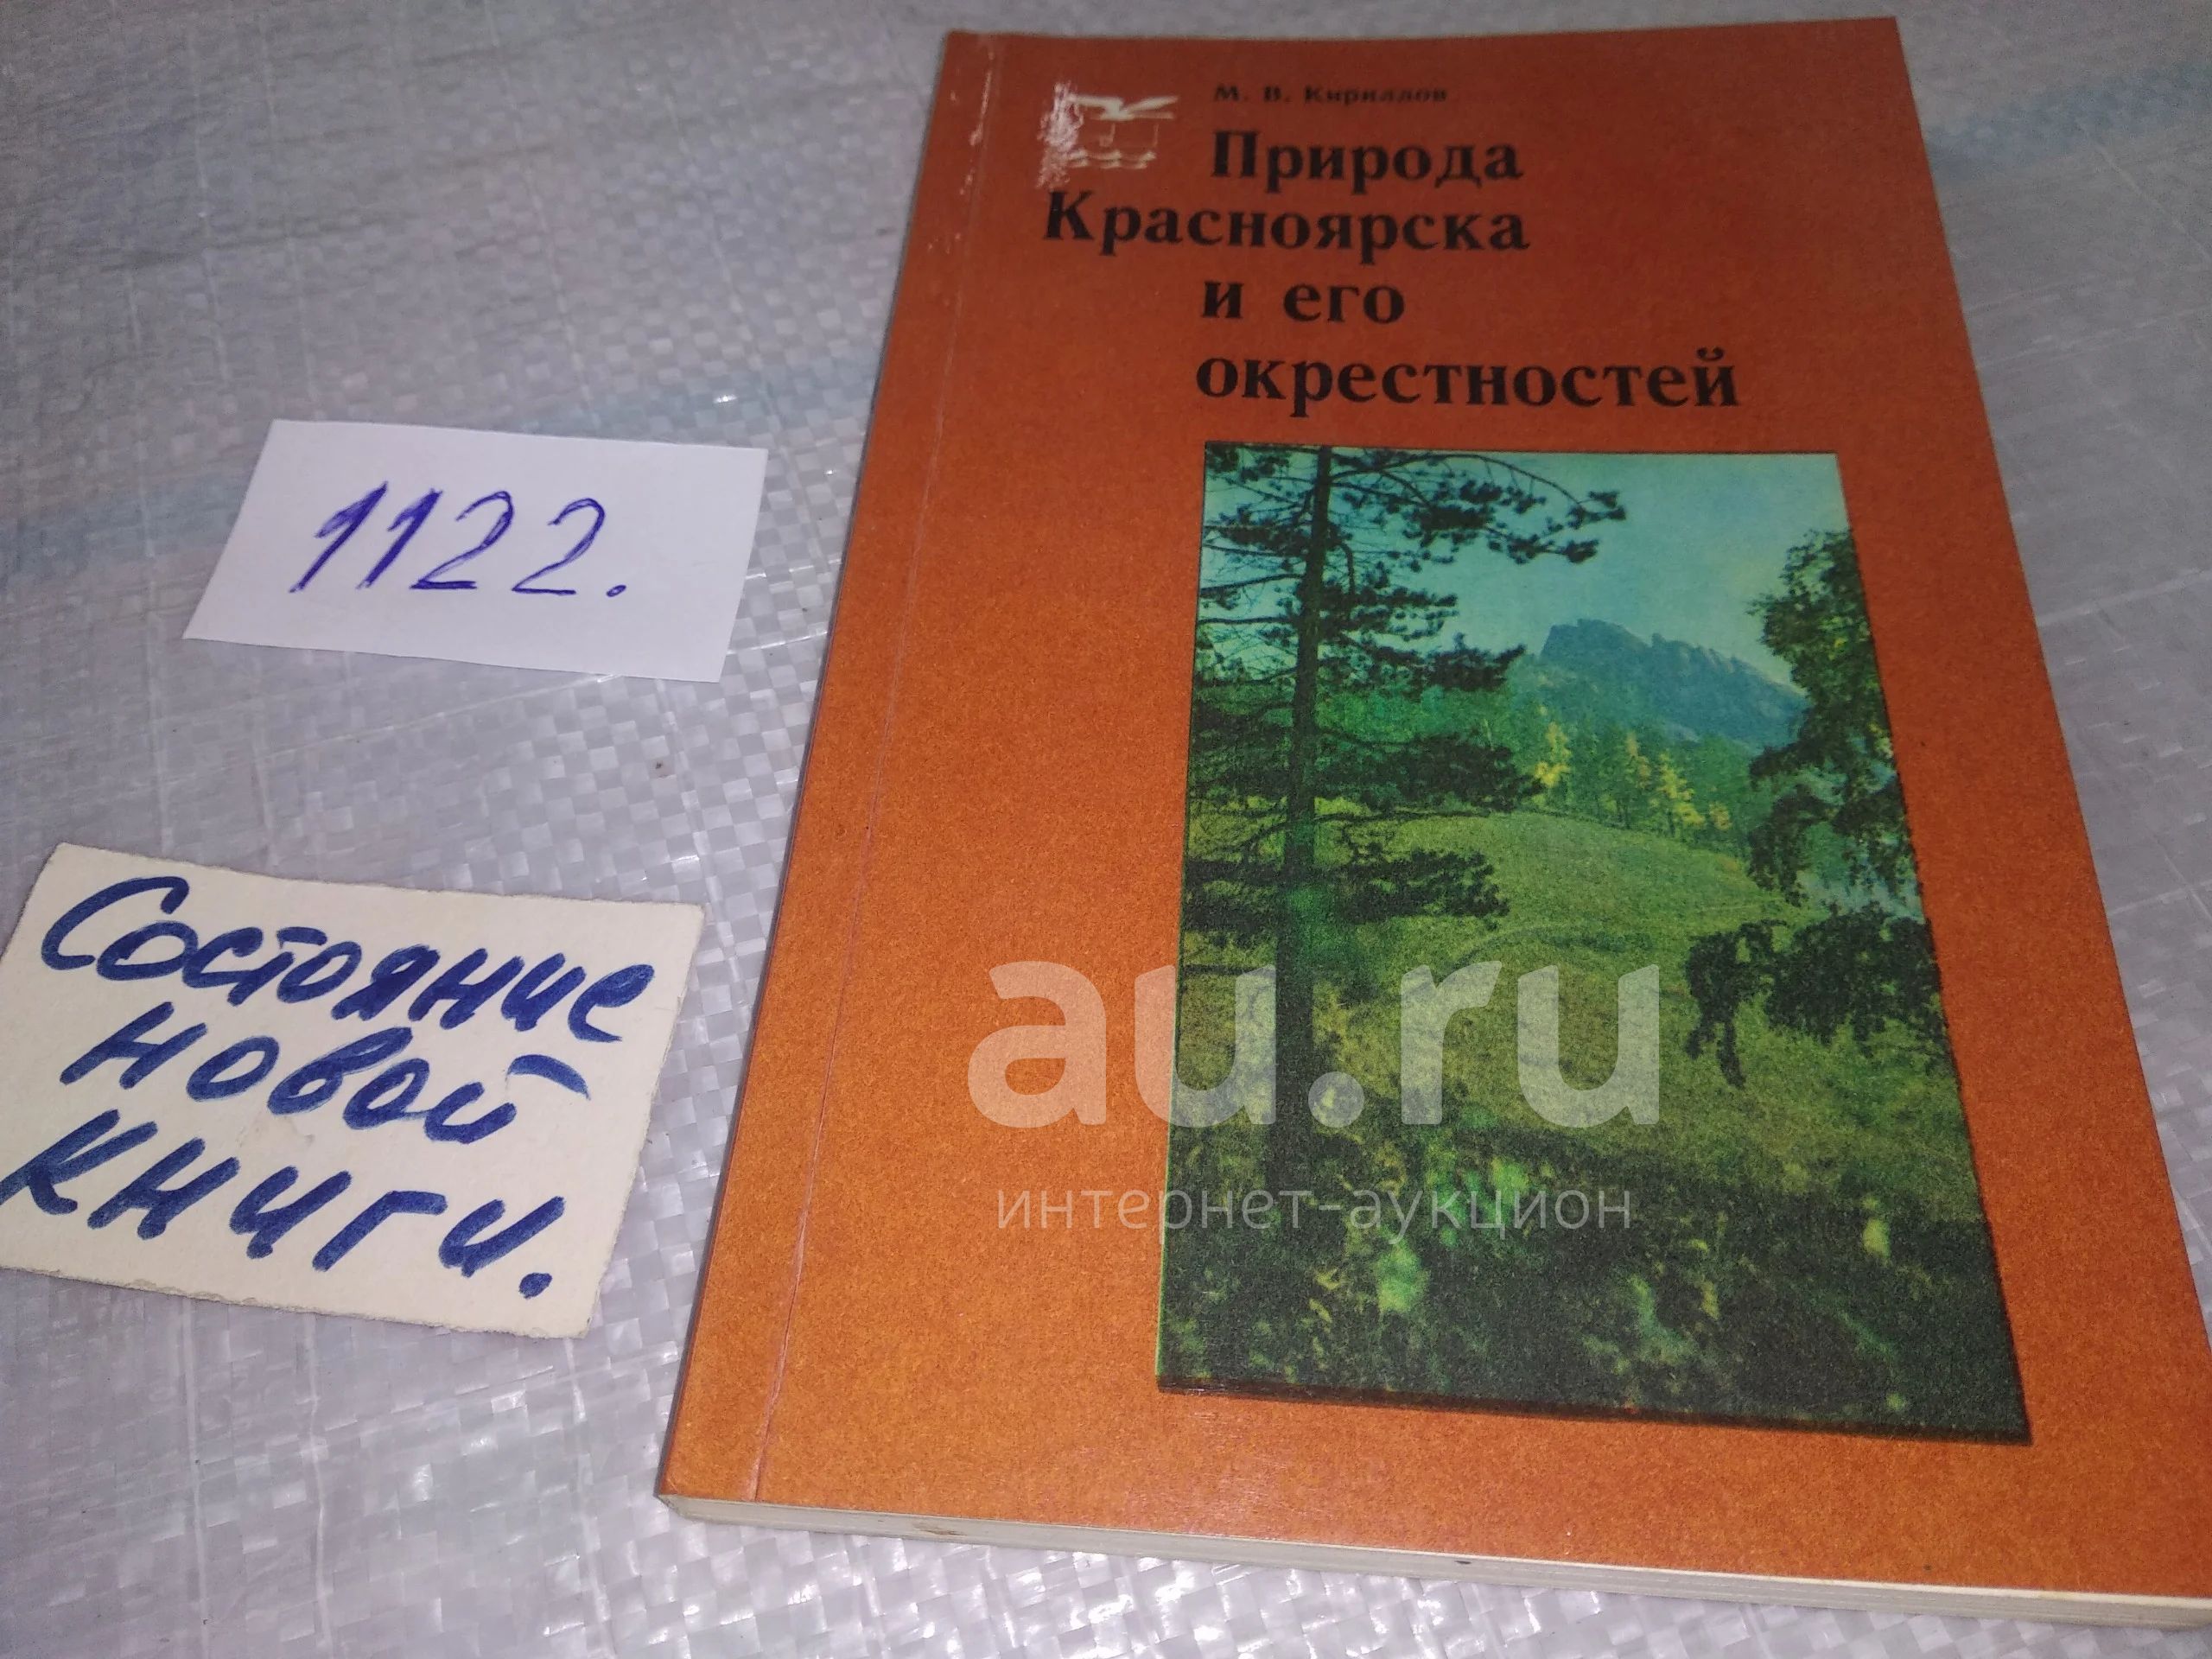 М. В. Кириллов
Природа
Красноярска
и его
окрестностей
1122.
Состояние
новой
книги.
au.ru
интернет-аукцион